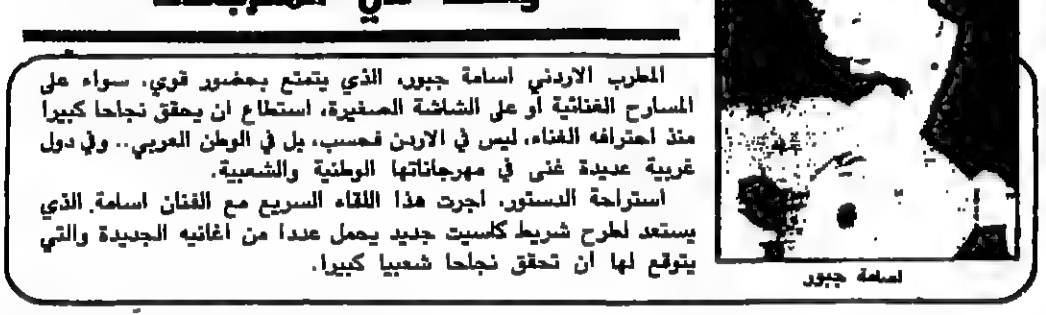 المطرب الاردني اسامة جبور، الذي يتمتع بحضور قوي، سواء على
المسارح الغنائية أو على الشاشة الصغيرة، استطاع ان يحقق نجاحا كبيرا
منذ احترافه الغناء، ليس في الاردن فحسب، بل في الوطن العربي.. وفي دول
غربية عديدة غنى في مهرجاناتها الوطنية والشعبية.
استراحة الدستور، اجرت هذا اللقاء السريع مع الفنان اسامة الذي
يستعد لطرح شريط كاسيت جديد يحمل عددا من اغانيه الجديدة والتي
يتوقع لها ان تحقق نجاحا شعبيا كبيرا.
اسامة جبور